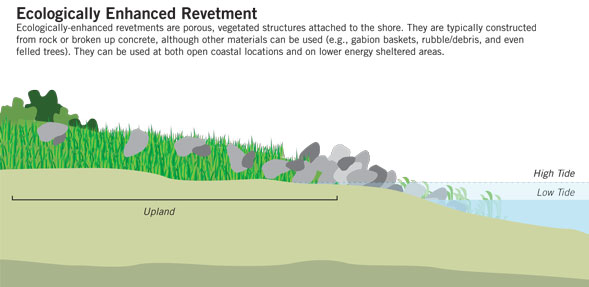 Ecologically Enhanced Revetment
Ecologically-enhanced revetments are porous, vegetated structures attached to the shore. They are typically constructed
from rock or broken up concrete, although other materials can be used (e.g., gabion baskets, rubble/debris, and even
felled trees). They can be used at both open coastal locations and on lower energy sheltered areas.
High Tide
Low Tide
Upland